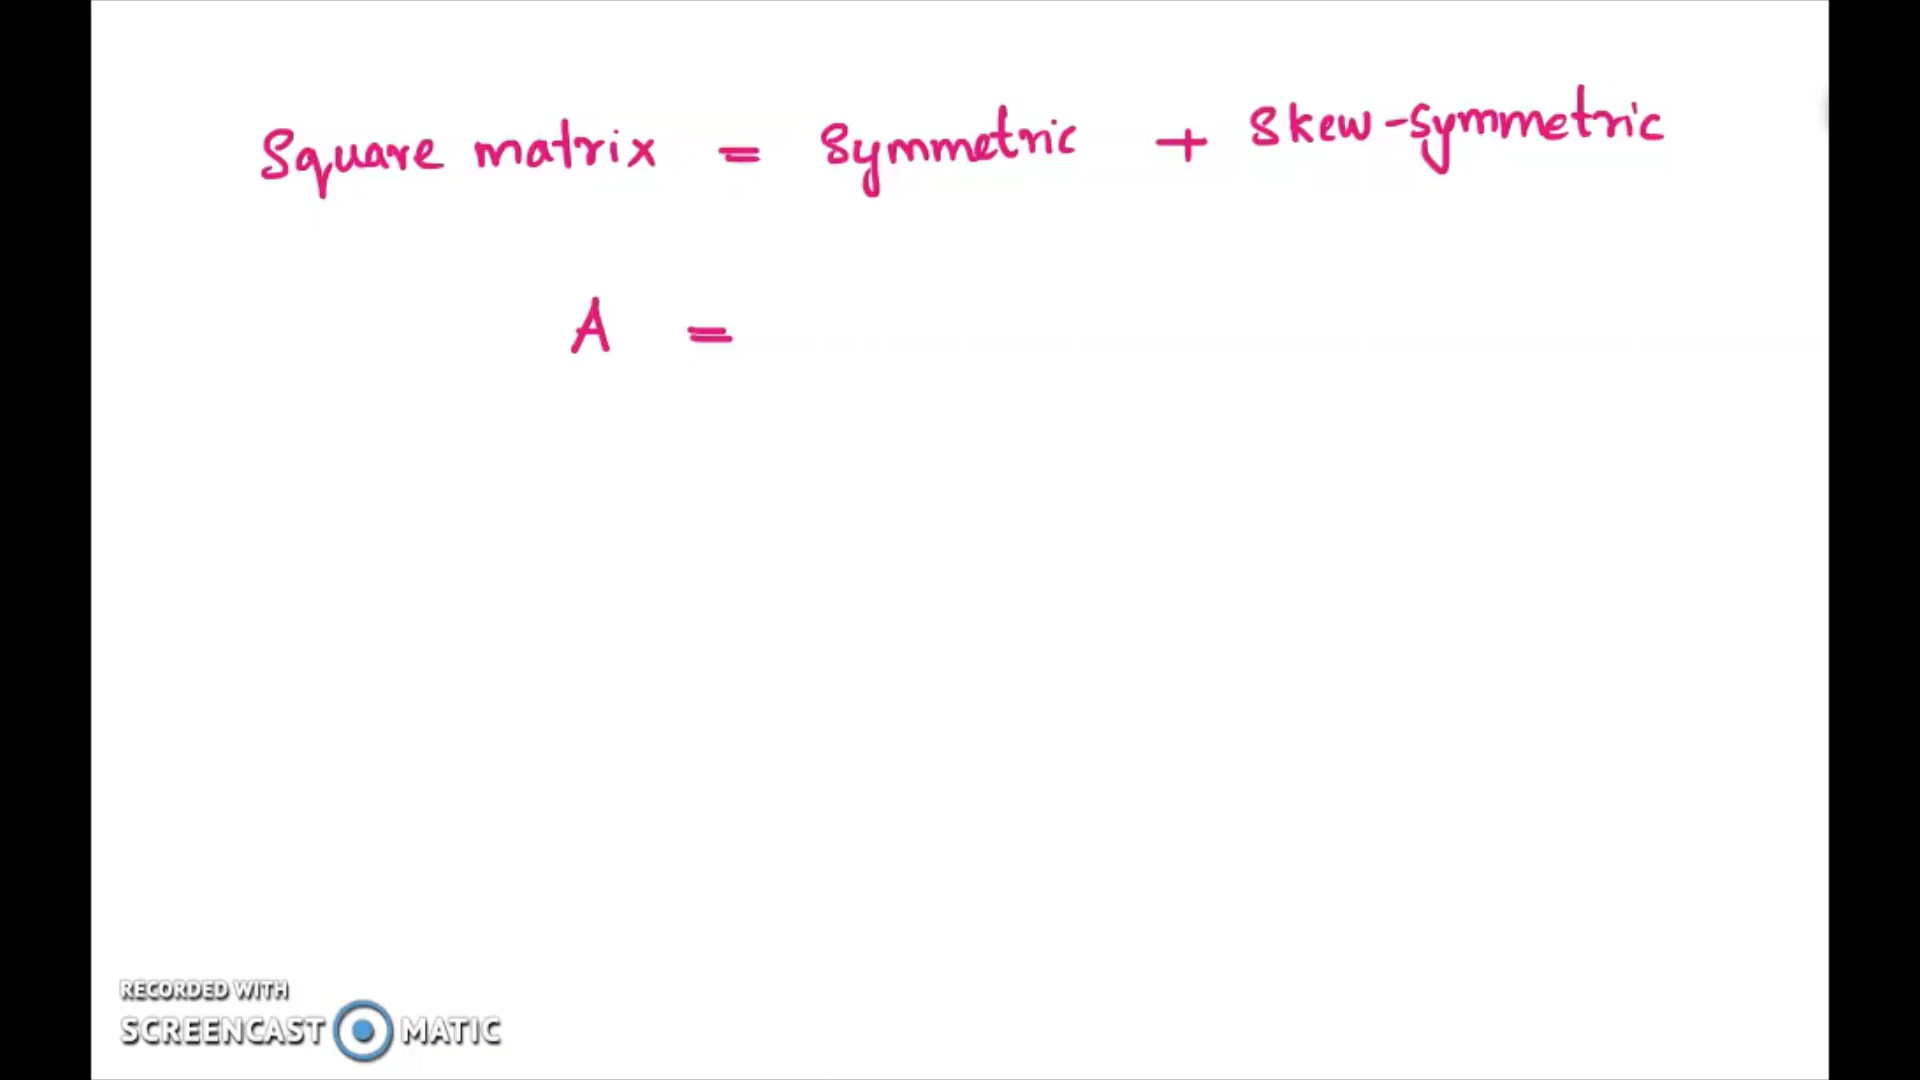 Square matrix = Symmetric + Skew-symmetric
A =
RECORDED WITH
SCREENCAST MATIC